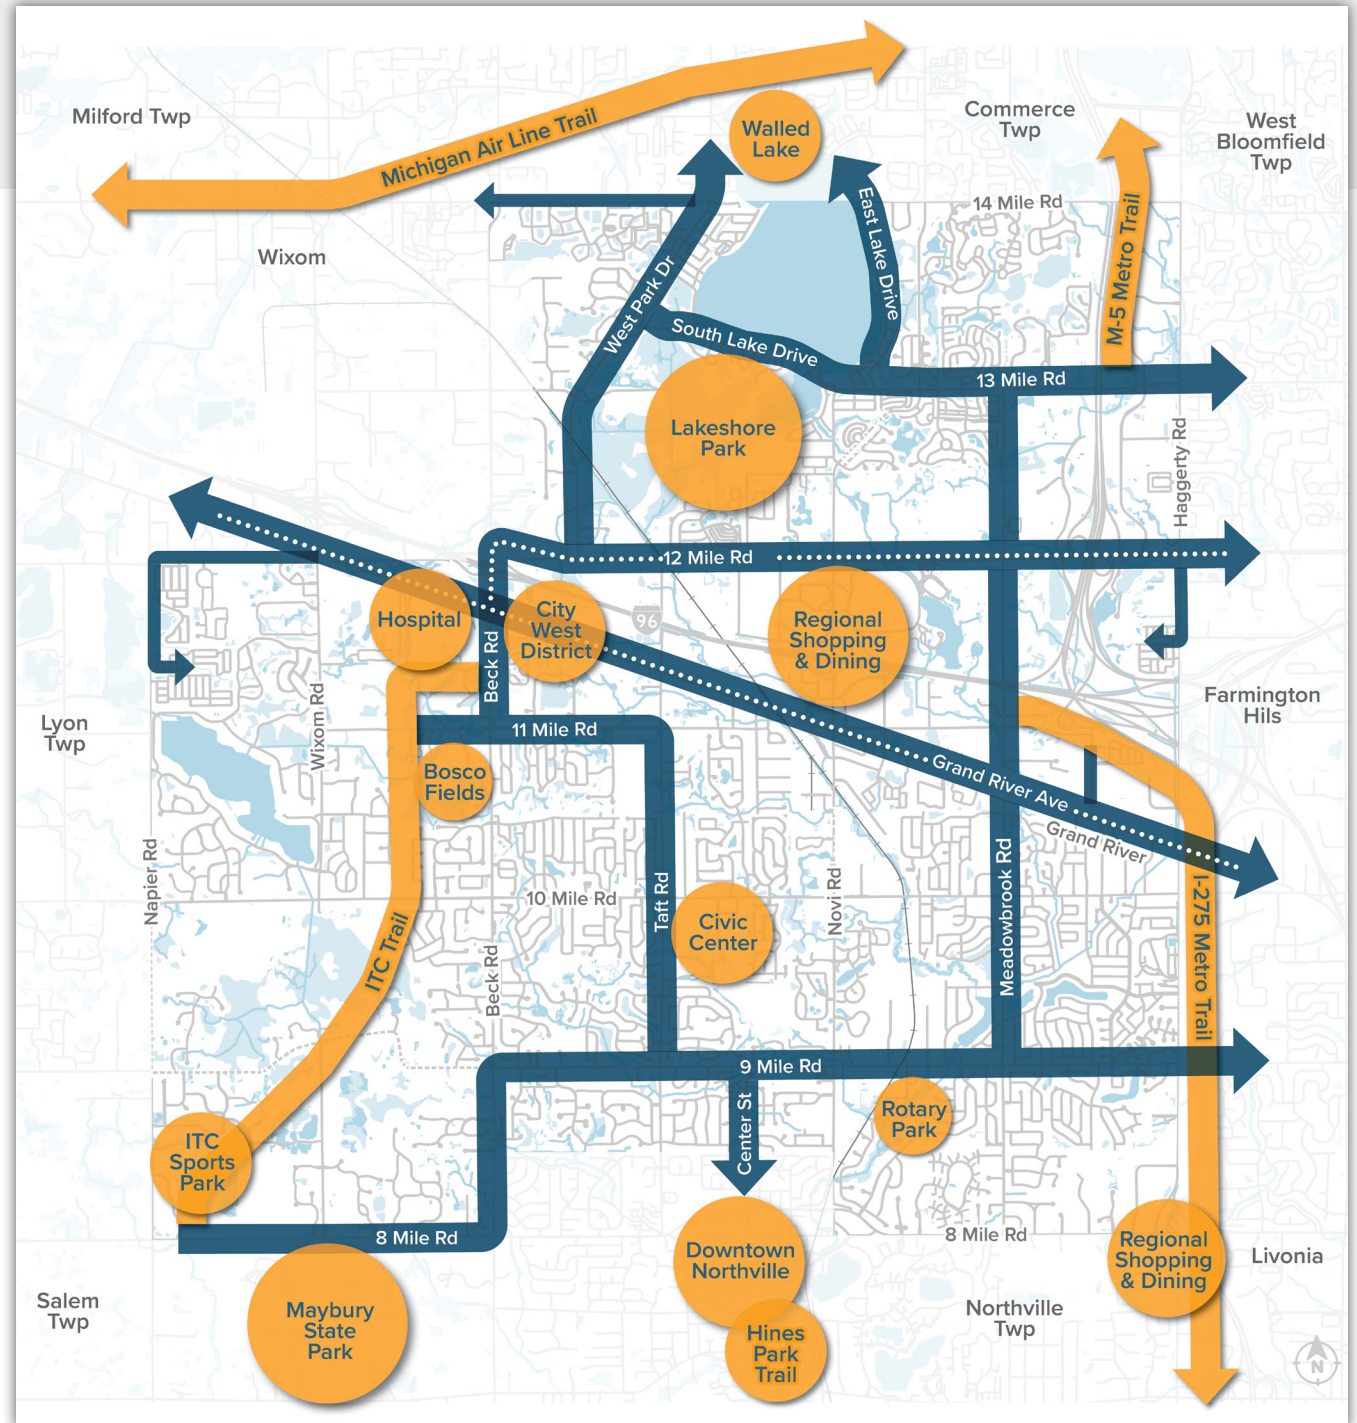 Milford Twp
Michigan Air Line Trail
Walled
Lake
Commerce
Twp
West
Bloomfield
Twp
Wixom
14 Mile Rd
East Lake Drive
M-5 Metro Trail
West Park Dr
South Lake Drive
13 Mile Rd
Lakeshore
Park
Haggerty Rd
12 Mile Rd
Hospital
City
West
District
96
Regional
Shopping
& Dining
Beck Rd
Wixom Rd
Farmington
Hills
Lyon
Twp
11 Mile Rd
Bosco
Fields
Grand River Ave
Grand River
Napier Rd
10 Mile Rd
Taft Rd
Civic
Center
Novi Rd
Meadowbrook Rd
I-275 Metro Trail
ITC Trail
Beck Rd
9 Mile Rd
Center St
Rotary
Park
ITC
Sports
Park
8 Mile Rd
8 Mile Rd
Downtown
Northville
Regional
Shopping
& Dining
Livonia
Salem
Twp
Maybury
State
Park
Hines
Park
Trail
Northville
Twp
N